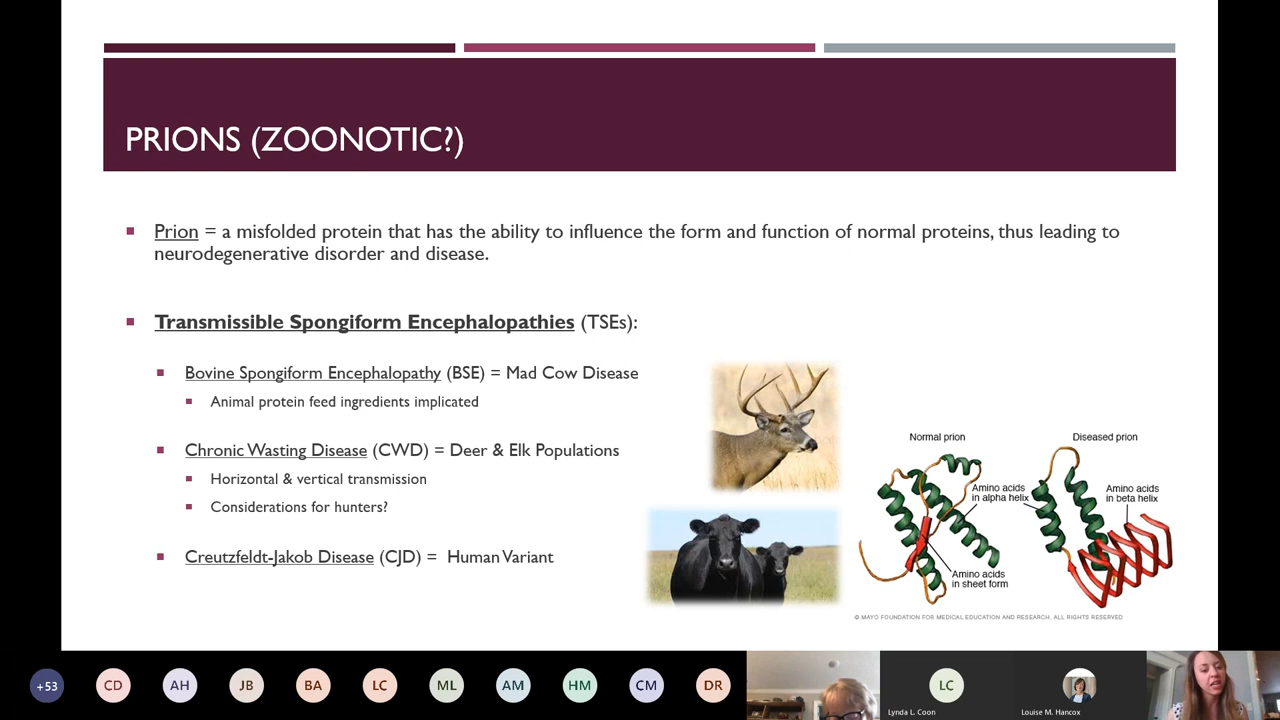 PRIONS (ZOONOTIC?)
Prion = a misfolded protein that has the ability to influence the form and function of normal proteins, thus leading to
neurodegenerative disorder and disease.
Transmissible Spongiform Encephalopathies (TSEs):
Bovine Spongiform Encephalopathy (BSE) = Mad Cow Disease
Animal protein feed ingredients implicated
Chronic Wasting Disease (CWD) = Deer & Elk Populations
Horizontal & vertical transmission
Considerations for hunters?
Creutzfeldt-Jakob Disease (CJD) = Human Variant
Normal prion
Diseased prion
Amino acids
in alpha helix
Amino acids
in beta helix
Amino acids
in sheet form
© MAYO FOUNDATION FOR MEDICAL EDUCATION AND RESEARCH. ALL RIGHTS RESERVED
+53
CD
AH
JB
BA
LC
ML
AM
HM
CM
DR
LC
Lynda L. Coon
Louise M. Hancox